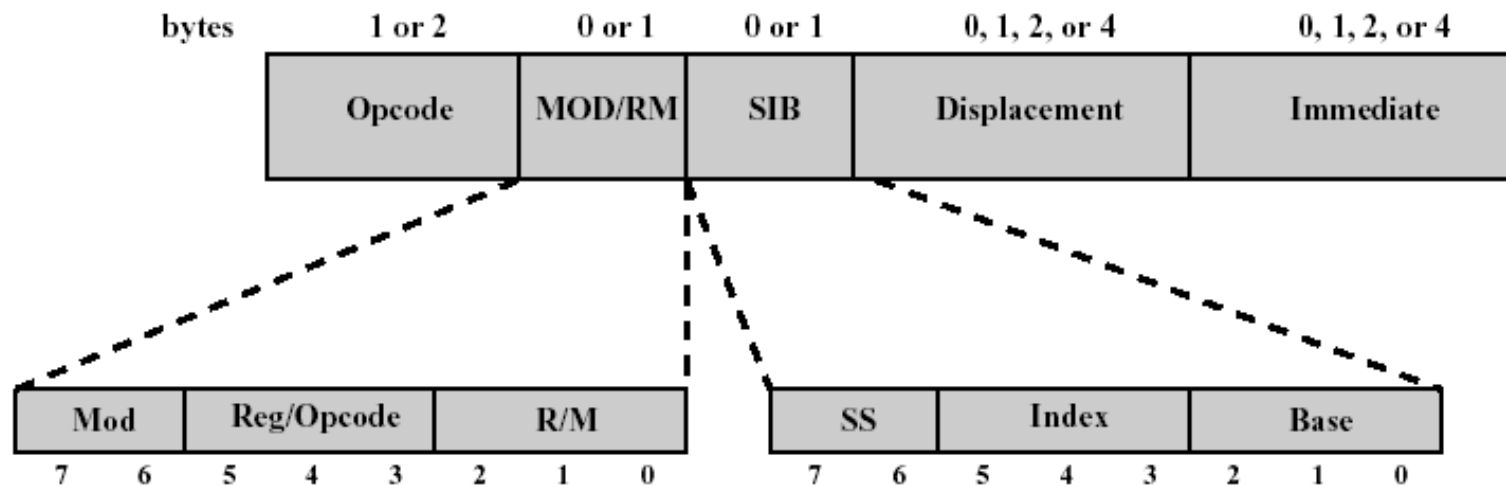 bytes 1 or 2 0 or 1 0 or 1 0, 1, 2, or 4 0, 1, 2, or 4
Opcode MOD/RM SIB Displacement Immediate
Mod Reg/Opcode R/M SS Index Base
7 6 5 4 3 2 1 0 7 6 5 4 3 2 1 0